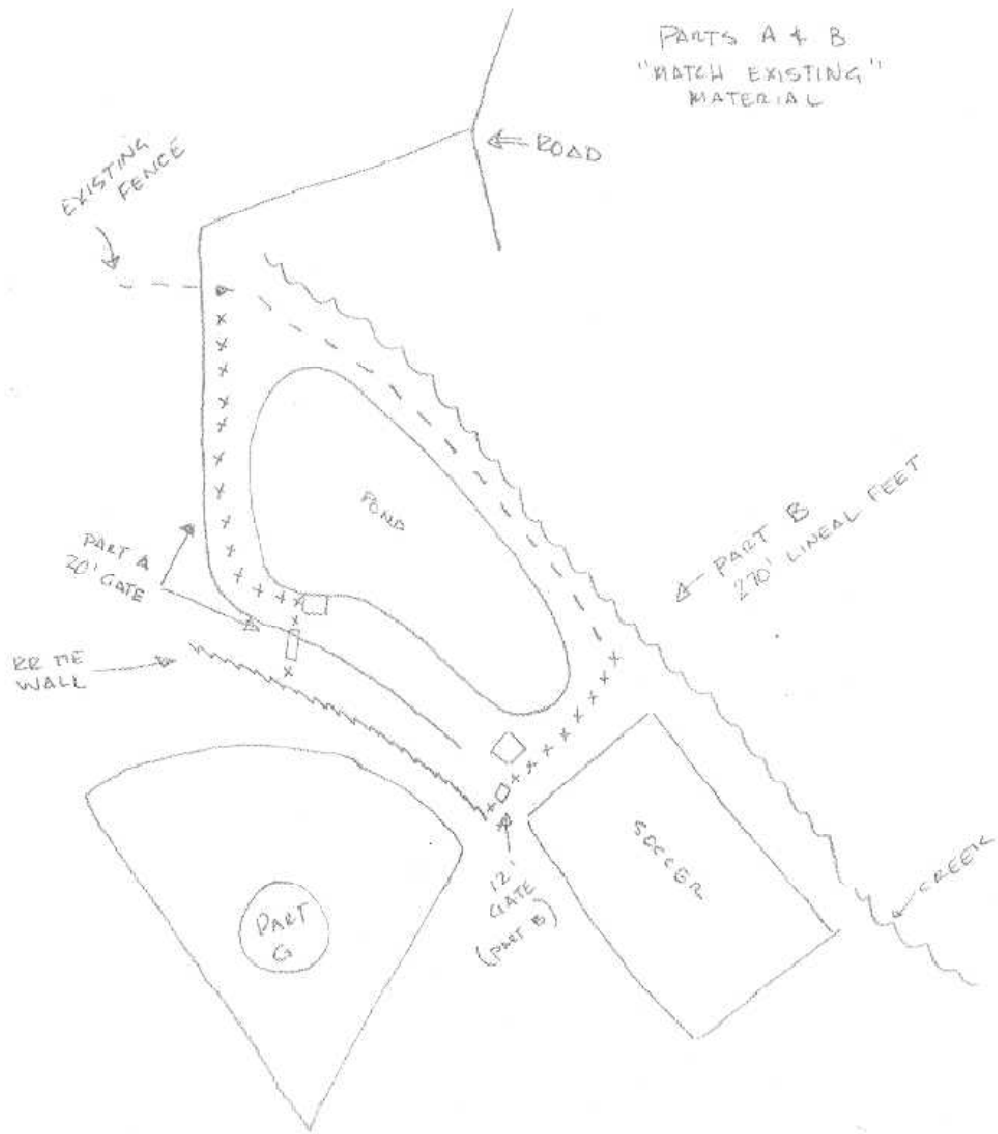 PARTS A & B
"MATCH EXISTING"
MATERIAL
ROAD
EXISTING
FENCE
POND
PART B
270' LINEAL FEET
PART A
20' GATE
RR TIE
WALL
SOCCER
CREEK
12'
GATE
(PART B)
PART
G